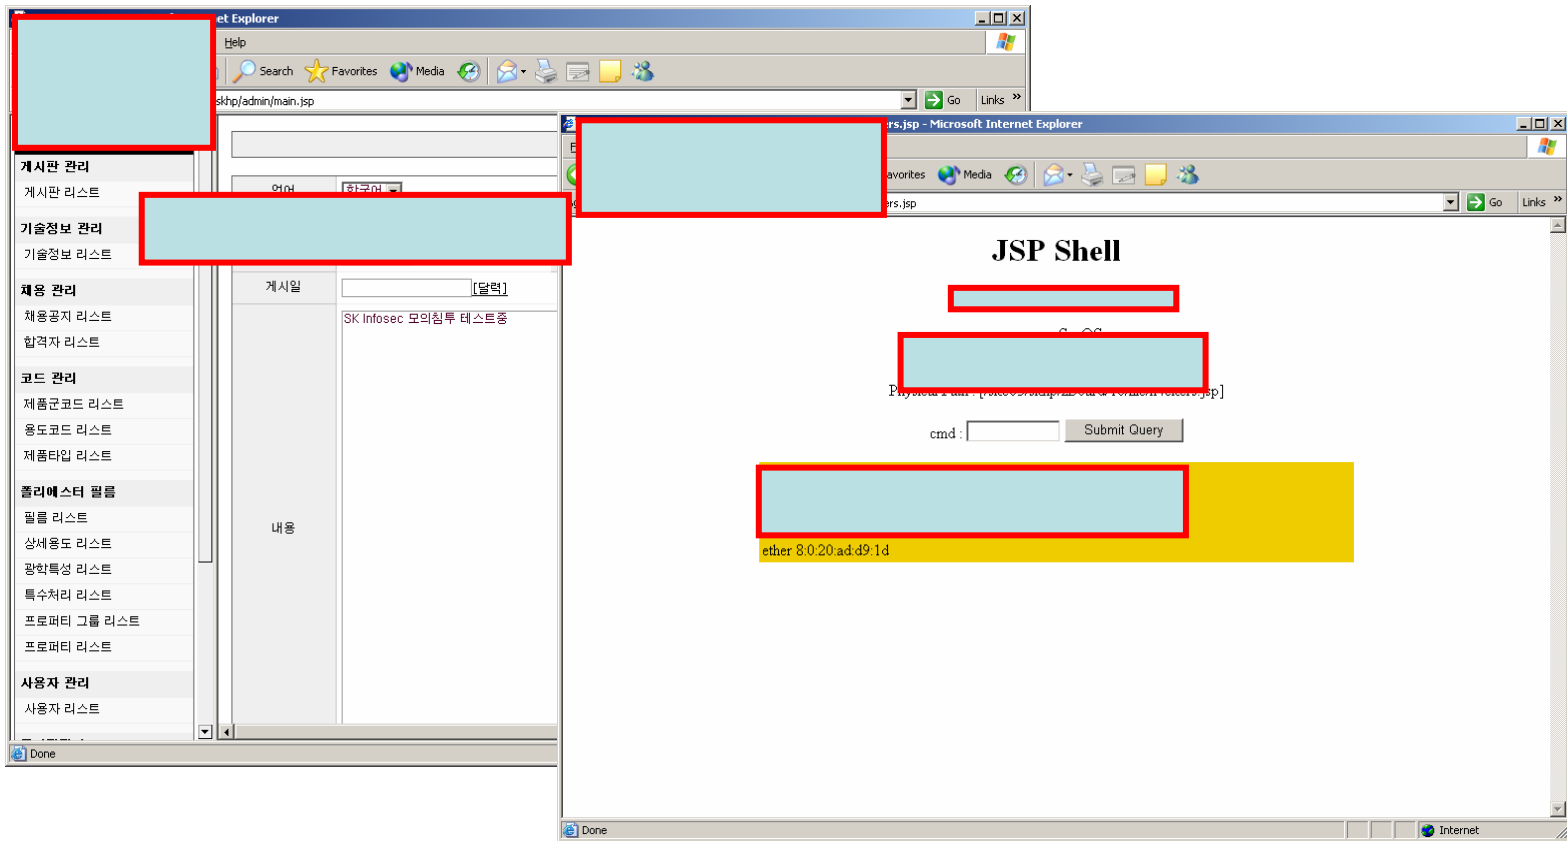 et Explorer
Help
Search Favorites Media
skhp/admin/main.jsp
Go Links »
게시판 관리
게시판 리스트
기술정보 관리
기술정보 리스트
채용 관리
채용공지 리스트
합격자 리스트
코드 관리
제품군코드 리스트
용도코드 리스트
제품타입 리스트
폴리에스터 필름
필름 리스트
상세용도 리스트
광학특성 리스트
특수처리 리스트
프로퍼티 그룹 리스트
프로퍼티 리스트
사용자 관리
사용자 리스트
언어 한국어
게시일 [달력]
내용
SK Infosec 모의침투 테스트중
Done
ers.jsp - Microsoft Internet Explorer
avorites Media
ers.jsp
Go Links »
JSP Shell
cmd : Submit Query
ether 8:0:20:ad:d9:1d
Done
Internet